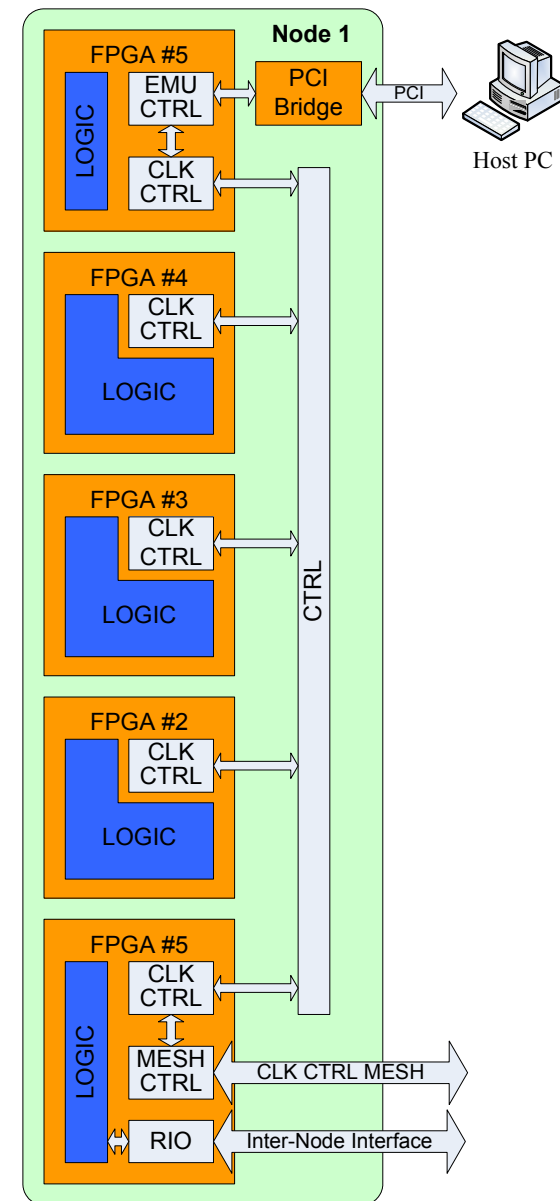 Node 1
FPGA #5
LOGIC
EMU
CTRL
CLK
CTRL
PCI
Bridge
PCI
Host PC
FPGA #4
CLK
CTRL
LOGIC
FPGA #3
CLK
CTRL
LOGIC
CTRL
FPGA #2
CLK
CTRL
LOGIC
FPGA #5
LOGIC
CLK
CTRL
MESH
CTRL
CLK CTRL MESH
RIO
Inter-Node Interface